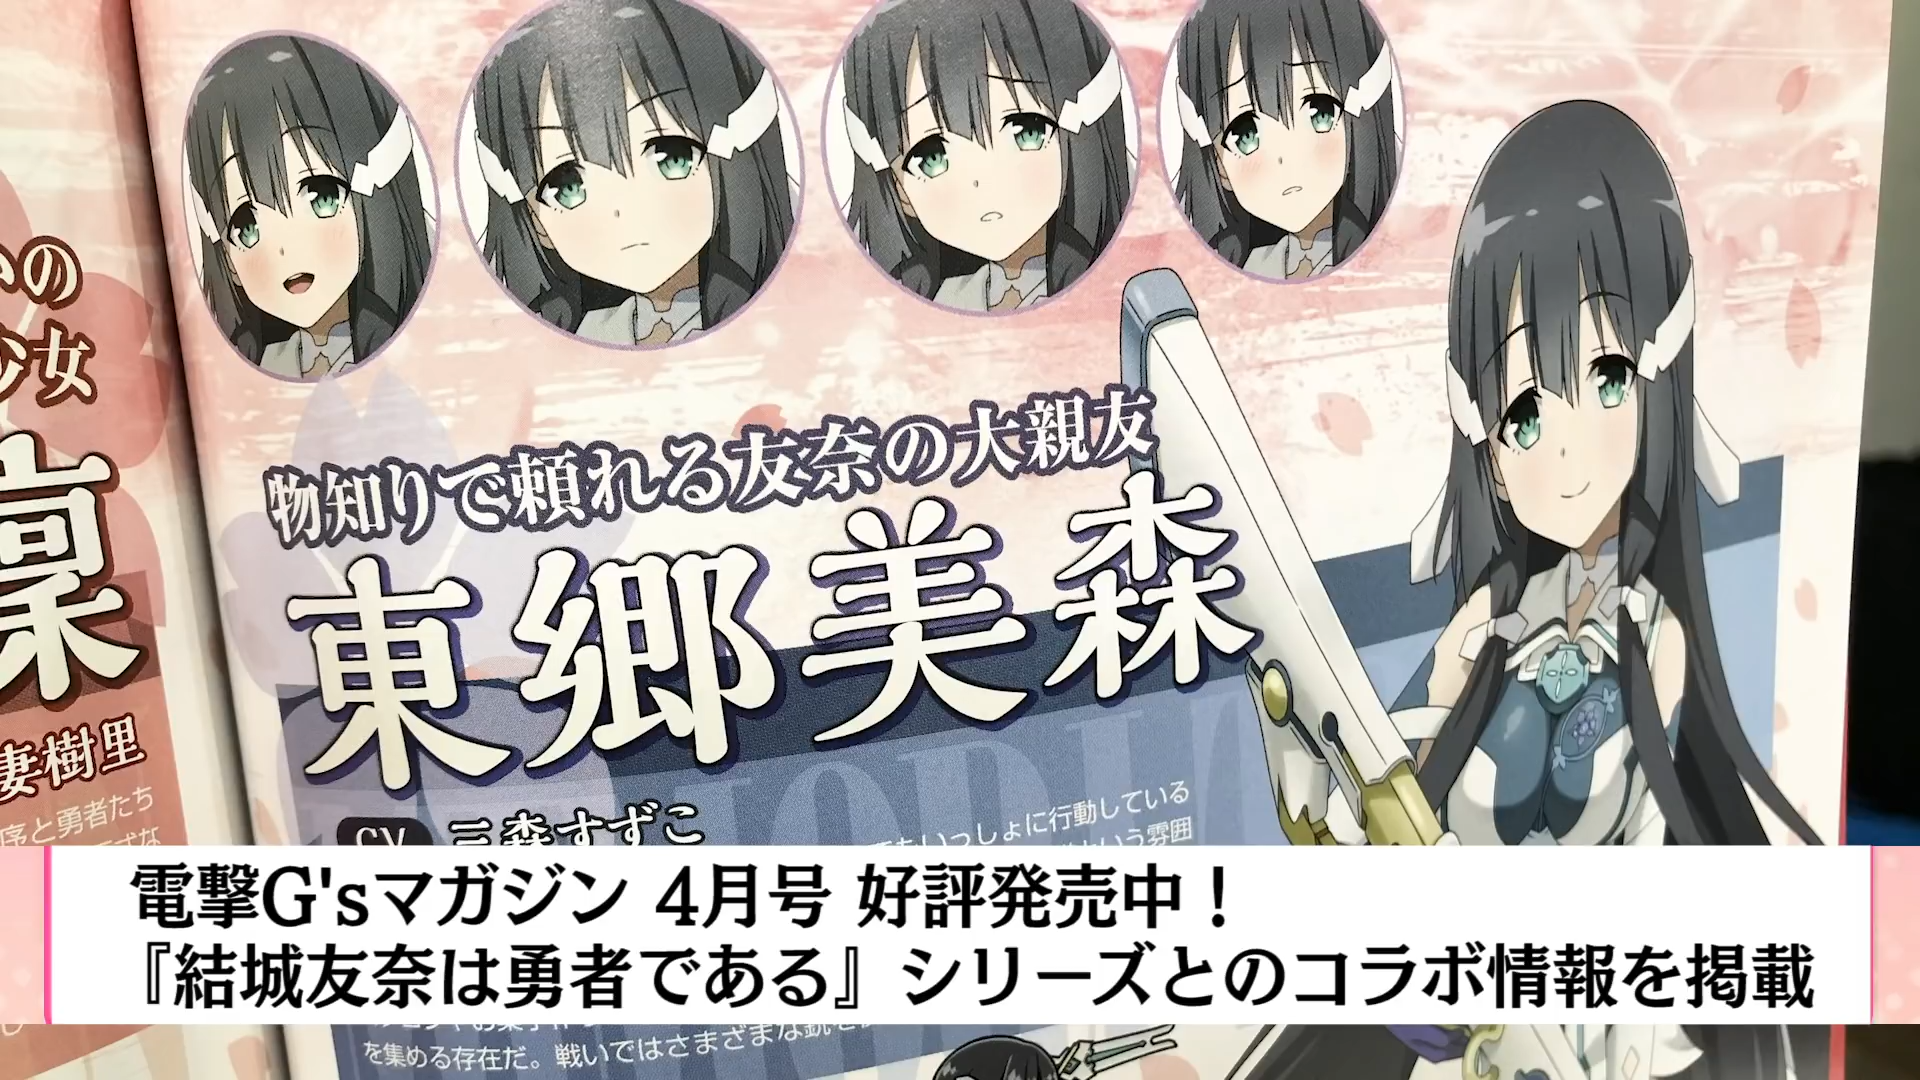 いの
少女
凛
妻樹里
序と勇者たち
物知りで頼れる友奈の大親友
東郷美森
CV 三森すずこ
でもいっしょに行動している
という雰囲
電撃G'sマガジン 4月号 好評発売中！
『結城友奈は勇者である』シリーズとのコラボ情報を掲載
を集める存在だ。戦いではさまざまな銃を